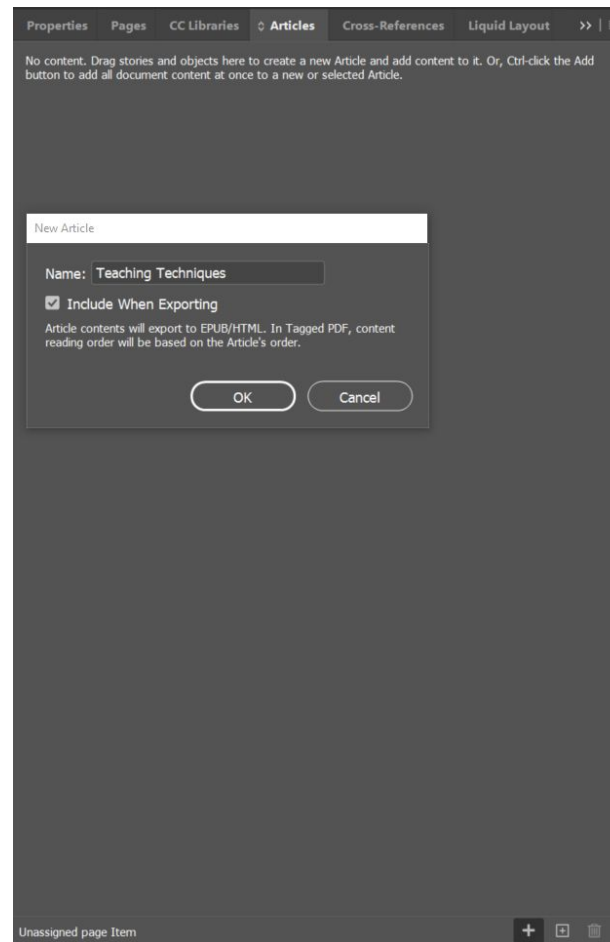 Properties Pages CC Libraries Articles Cross-References Liquid Layout >>
No content. Drag stories and objects here to create a new Article and add content to it. Or, Ctrl-click the Add
button to add all document content at once to a new or selected Article.
New Article
Name: Teaching Techniques
Include When Exporting
Article contents will export to EPUB/HTML. In Tagged PDF, content
reading order will be based on the Article's order.
OK Cancel
Unassigned page Item